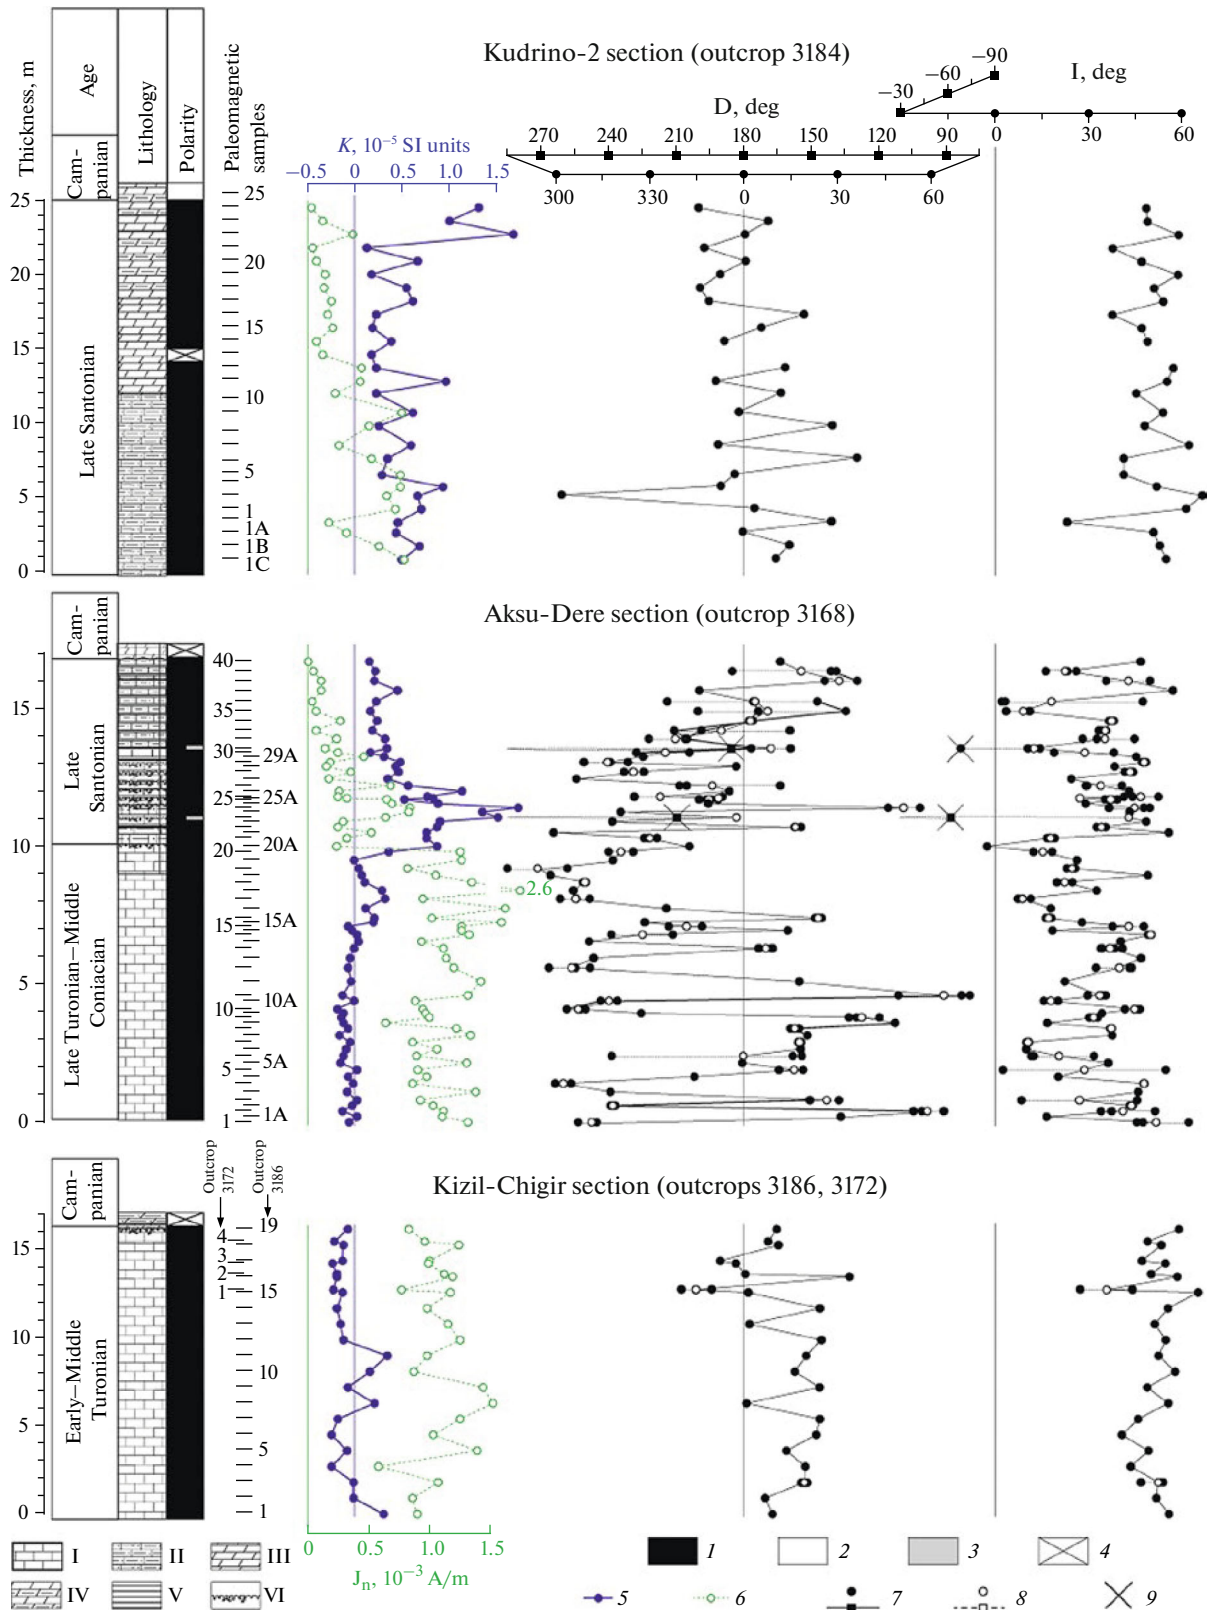 Thickness, m
Age
Lithology
Polarity
Paleomagnetic
samples
Kudrino-2 section (outcrop 3184)
K, 10⁻⁵ SI units
−0.5 0 0.5 1.0 1.5
D, deg
270 240 210 180 150 120 90
300 330 0 30 60
−30 −60 −90
I, deg
0 30 60
Cam-
panian
Late Santonian
25
20
15
10
5
0
25
20
15
10
5
1
1A
1B
1C
Aksu-Dere section (outcrop 3168)
Cam-
panian
Late
Santonian
Late Turonian–Middle
Coniacian
15
10
5
0
40
35
30
29A
25
25A
20
20A
15
15A
10
10A
5
5A
1
1A
2.6
Kizil-Chigir section (outcrops 3186, 3172)
Outcrop
3172
Outcrop
3186
Cam-
panian
Early–Middle
Turonian
15
10
5
0
4
3
2
1
19
15
10
5
1
0 0.5 1.0 1.5
Jn, 10⁻³ A/m
I II III
IV V VI
1 2 3 4
5 6 7 8 9